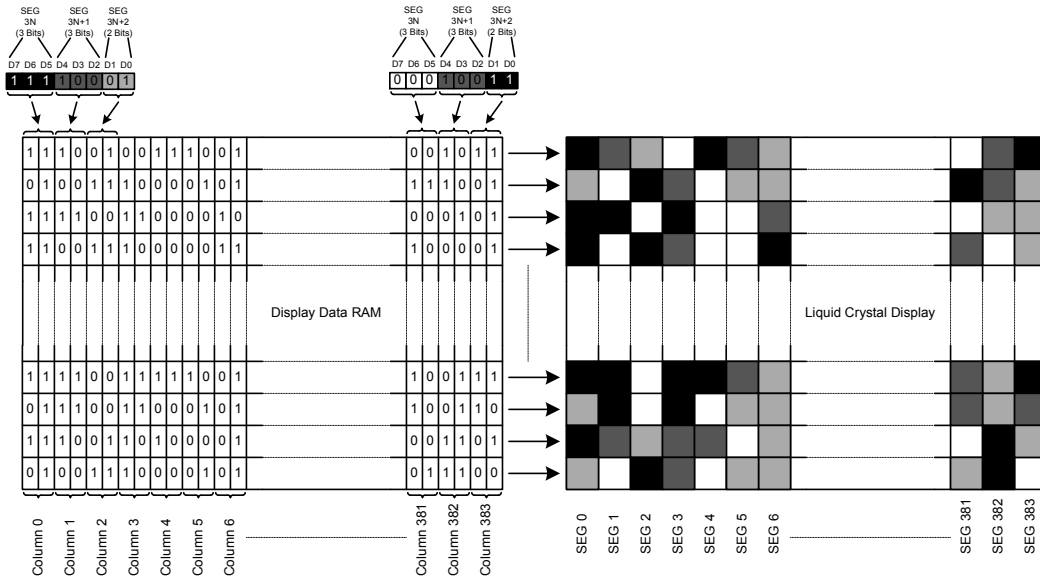 SEG SEG SEG SEG SEG SEG
3N 3N+1 3N+2 3N 3N+1 3N+2
(3 Bits) (3 Bits) (2 Bits) (3 Bits) (3 Bits) (2 Bits)
D7 D6 D5 D4 D3 D2 D1 D0 D7 D6 D5 D4 D3 D2 D1 D0
1 1 1 1 0 0 0 1 0 0 0 1 0 0 1 1
1 1 1 0 0 1 0 0 1 1 1 0 0 1 0 0 1 0 1 1
0 1 0 0 1 1 1 0 0 0 0 1 0 1 1 1 1 0 0 1
1 1 1 1 0 0 1 1 0 0 0 0 1 0 0 0 0 1 0 1
1 1 0 0 1 1 1 0 0 0 0 0 1 1 1 0 0 0 0 1
Display Data RAM Liquid Crystal Display
1 1 1 1 0 0 1 1 1 1 1 0 0 1 1 0 0 1 1 1
0 1 1 1 0 0 1 1 0 0 0 1 0 1 1 0 0 1 1 0
1 1 1 0 0 1 1 0 1 0 0 0 0 1 0 0 1 1 0 1
0 1 0 0 1 1 1 0 0 0 0 1 0 1 0 1 1 1 0 0
Column 0
Column 1
Column 2
Column 3
Column 4
Column 5
Column 6
Column 381
Column 382
Column 383
SEG 0
SEG 1
SEG 2
SEG 3
SEG 4
SEG 5
SEG 6
SEG 381
SEG 382
SEG 383